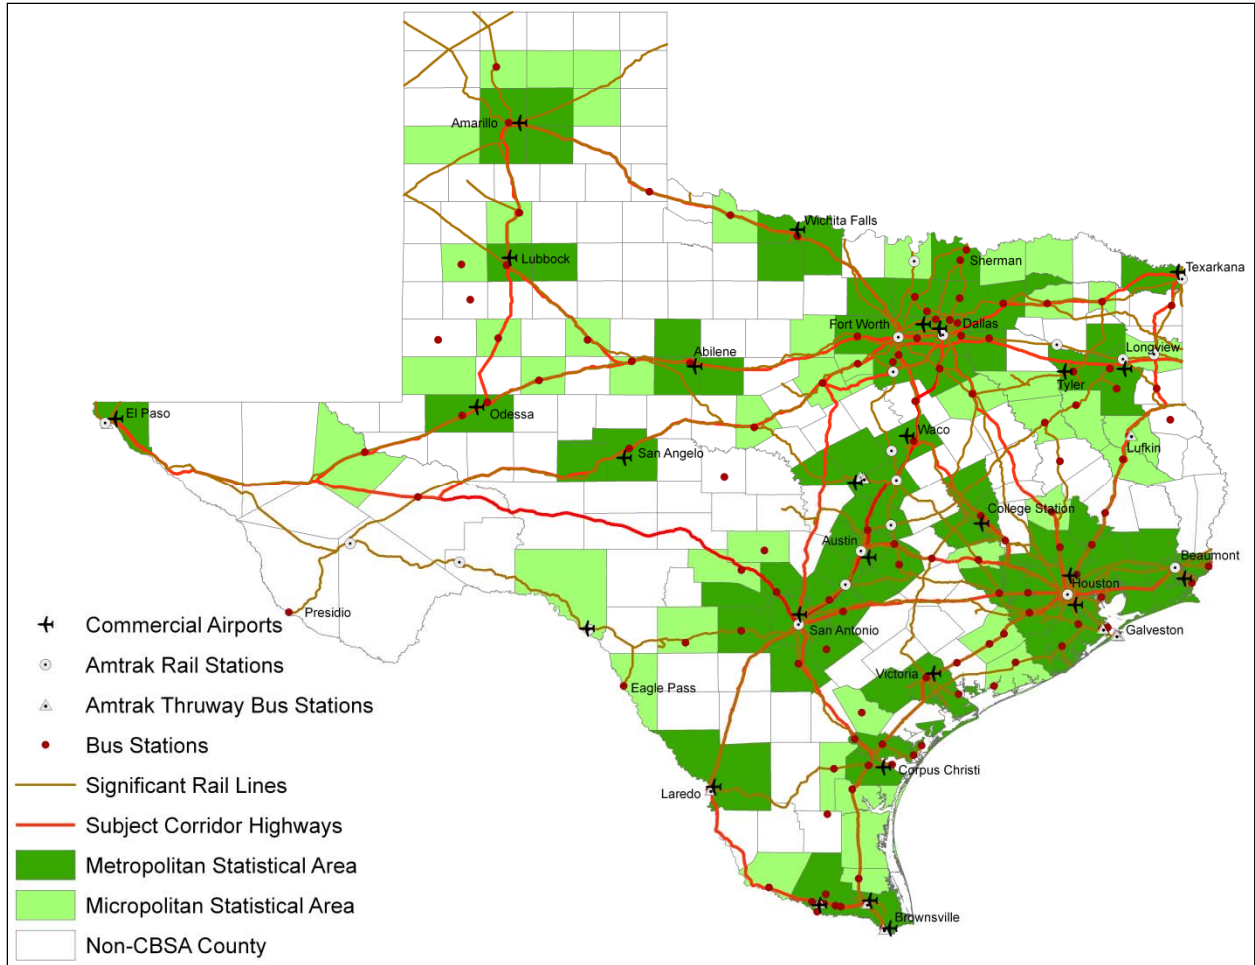 Amarillo
Wichita Falls
Lubbock
Sherman
Texarkana
Fort Worth
Dallas
Abilene
Longview
Tyler
El Paso
Odessa
Waco
San Angelo
Lufkin
College Station
Austin
Beaumont
Houston
Presidio
San Antonio
Galveston
Victoria
Eagle Pass
Corpus Christi
Laredo
Brownsville
Commercial Airports
Amtrak Rail Stations
Amtrak Thruway Bus Stations
Bus Stations
Significant Rail Lines
Subject Corridor Highways
Metropolitan Statistical Area
Micropolitan Statistical Area
Non-CBSA County